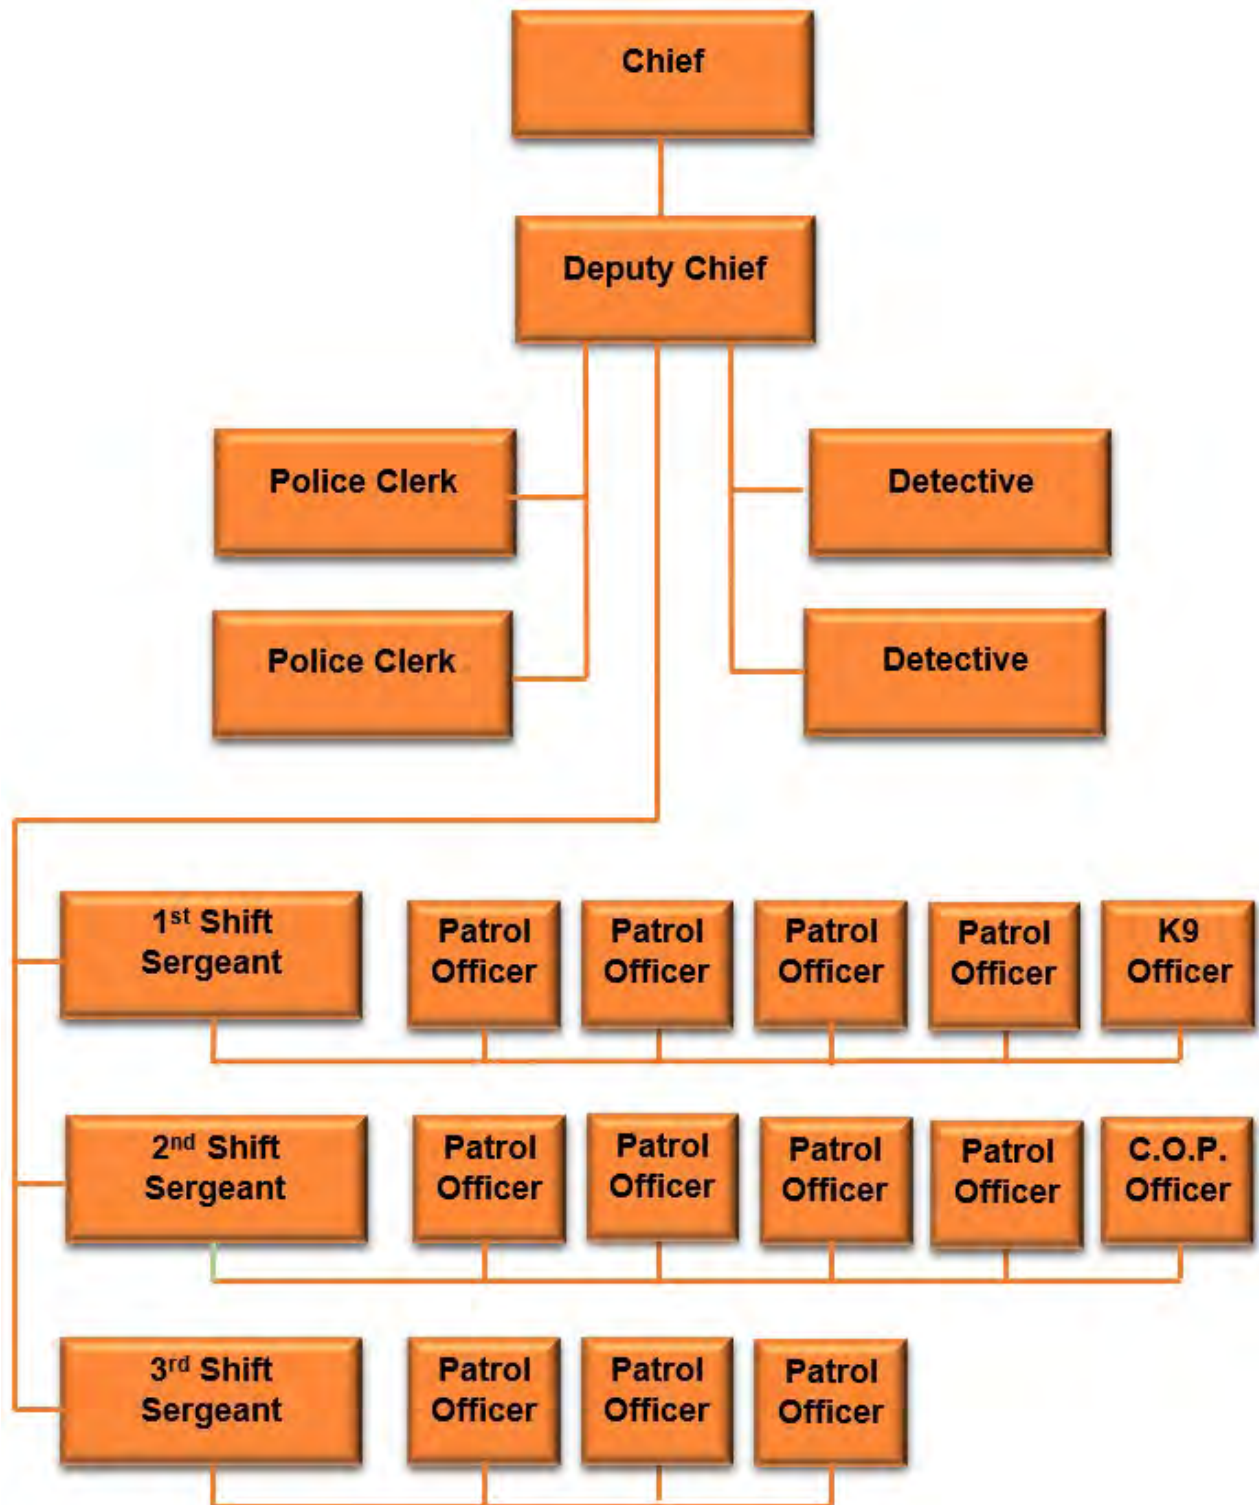 Chief
Deputy Chief
Police Clerk
Detective
Police Clerk
Detective
1st Shift
Sergeant
Patrol
Officer
Patrol
Officer
Patrol
Officer
Patrol
Officer
K9
Officer
2nd Shift
Sergeant
Patrol
Officer
Patrol
Officer
Patrol
Officer
Patrol
Officer
C.O.P.
Officer
3rd Shift
Sergeant
Patrol
Officer
Patrol
Officer
Patrol
Officer